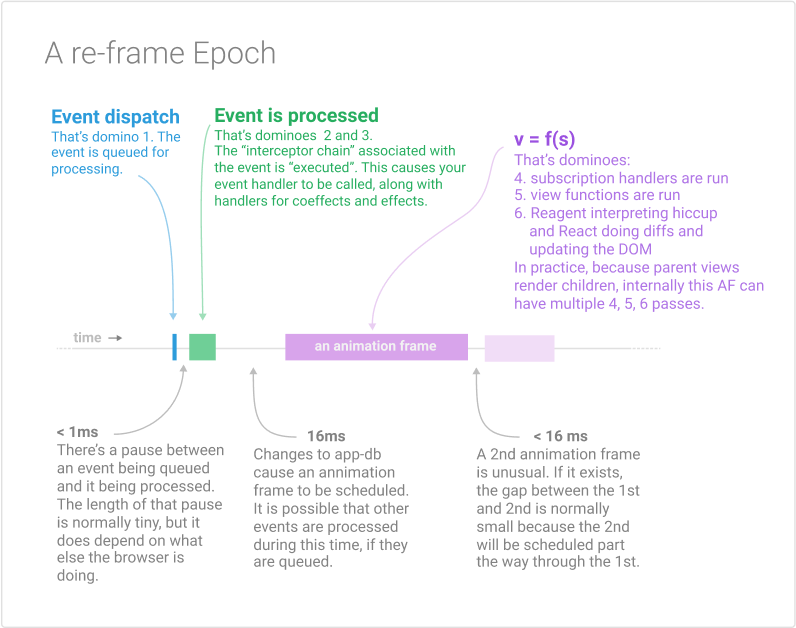 A re-frame Epoch
Event dispatch
That's domino 1. The
event is queued for
processing.
Event is processed
That's dominoes  2 and 3.
The “interceptor chain” associated with
the event is “executed”. This causes your
event handler to be called, along with
handlers for coeffects and effects.
v = f(s)
That's dominoes:
4. subscription handlers are run
5. view functions are run
6. Reagent interpreting hiccup
and React doing diffs and
updating the DOM
In practice, because parent views
render children, internally this AF can
have multiple 4, 5, 6 passes.
time
an animation frame
< 1ms
There's a pause between
an event being queued
and it being processed.
The length of that pause
is normally tiny, but it
does depend on what
else the browser is
doing.
16ms
Changes to app-db
cause an annimation
frame to be scheduled.
It is possible that other
events are processed
during this time, if they
are queued.
< 16 ms
A 2nd annimation frame
is unusual. If it exists,
the gap between the 1st
and 2nd is normally
small because the 2nd
will be scheduled part
the way through the 1st.